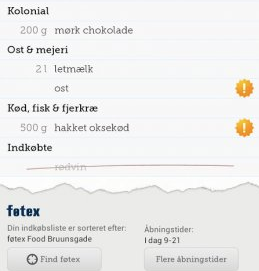 Kolonial
200 g mørk chokolade
Ost & mejeri
2 l letmælk
ost
Kød, fisk & fjerkræ
500 g hakket oksekød
Indkøbte
rødvin
føtex
Din indkøbsliste er sorteret efter:
føtex Food Bruunsgade
Åbningstider:
I dag 9-21
Find føtex
Flere åbningstider